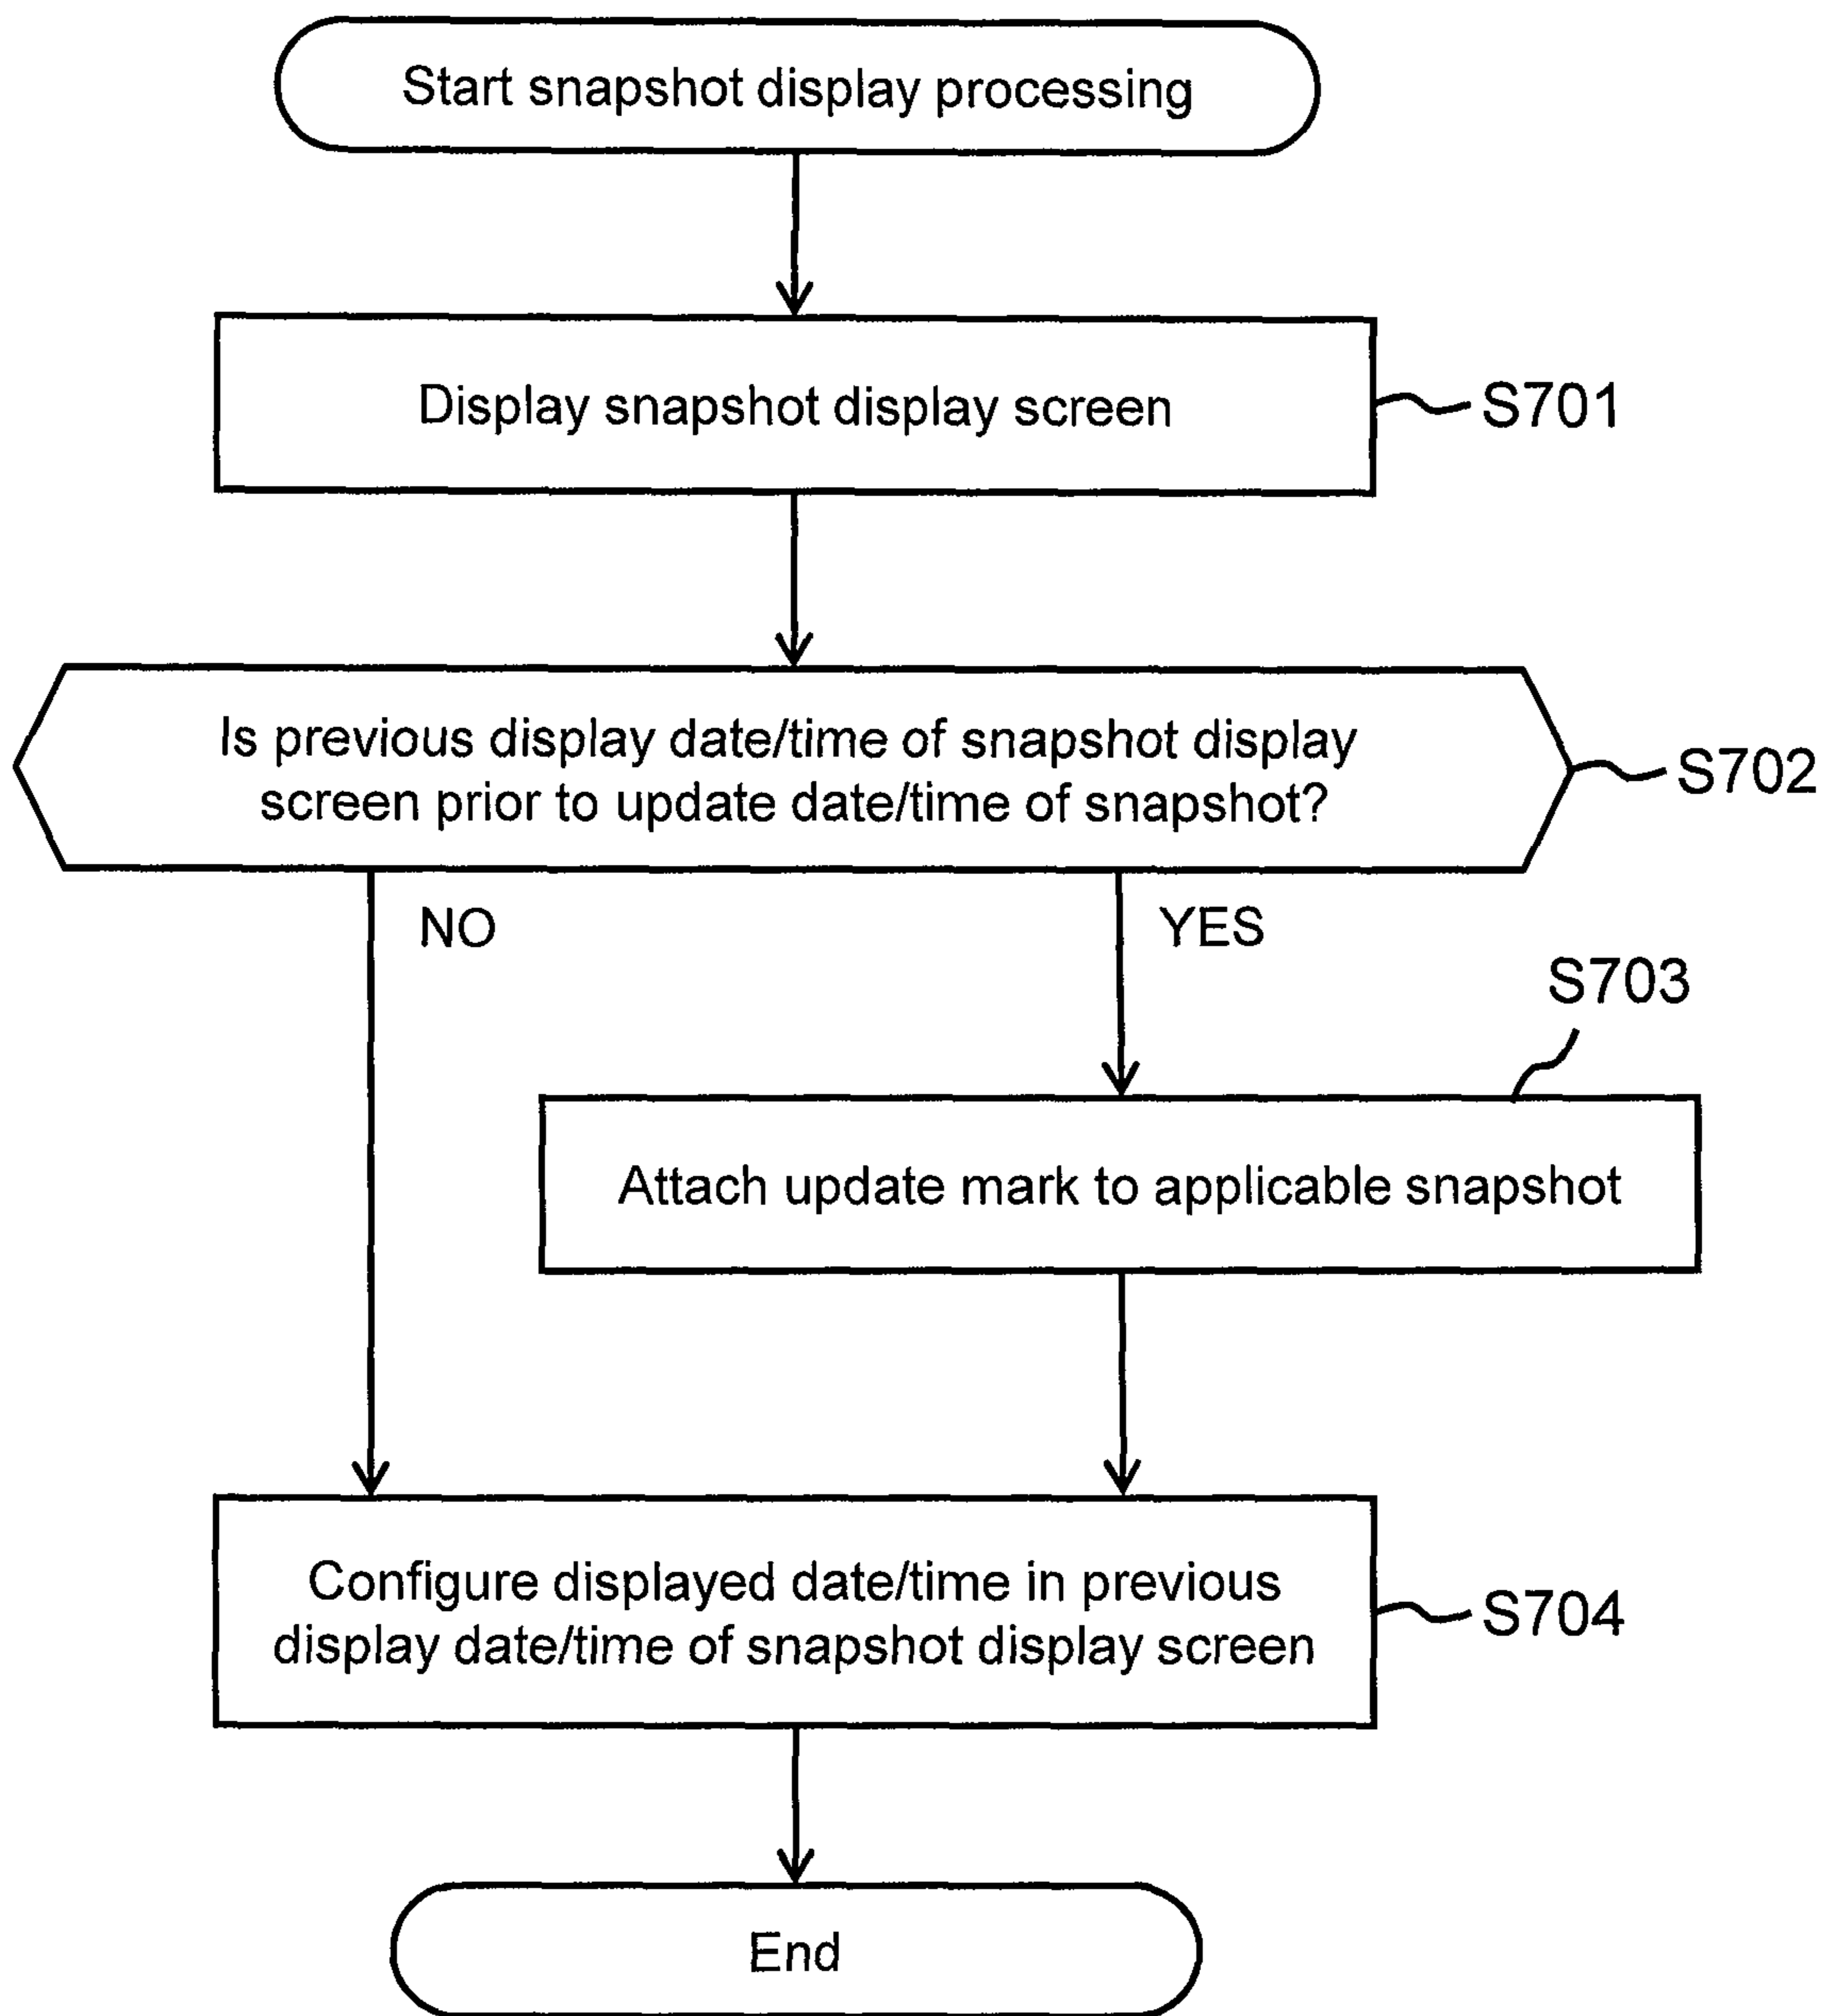 Start snapshot display processing
Display snapshot display screen
S701
Is previous display date/time of snapshot display
screen prior to update date/time of snapshot?
S702
NO
YES
S703
Attach update mark to applicable snapshot
Configure displayed date/time in previous
display date/time of snapshot display screen
S704
End